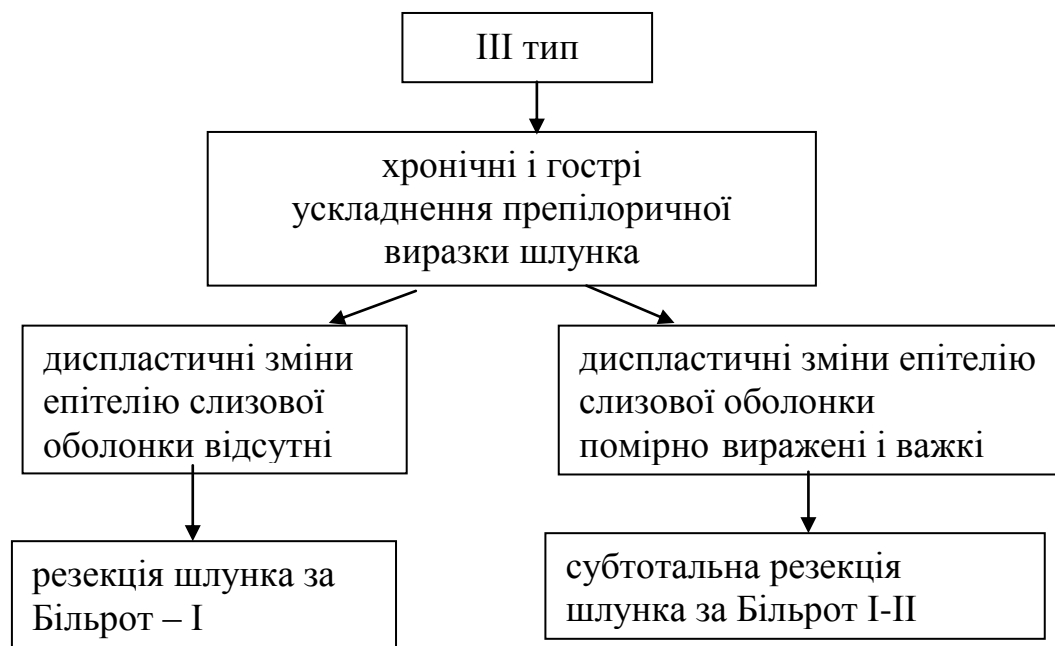 III тип
хронічні і гострі
ускладнення препілоричної
виразки шлунка
диспластичні зміни
епітелію слизової
оболонки відсутні
диспластичні зміни епітелію
слизової оболонки
помірно виражені і важкі
резекція шлунка за
Більрот – I
субтотальна резекція
шлунка за Більрот I-II